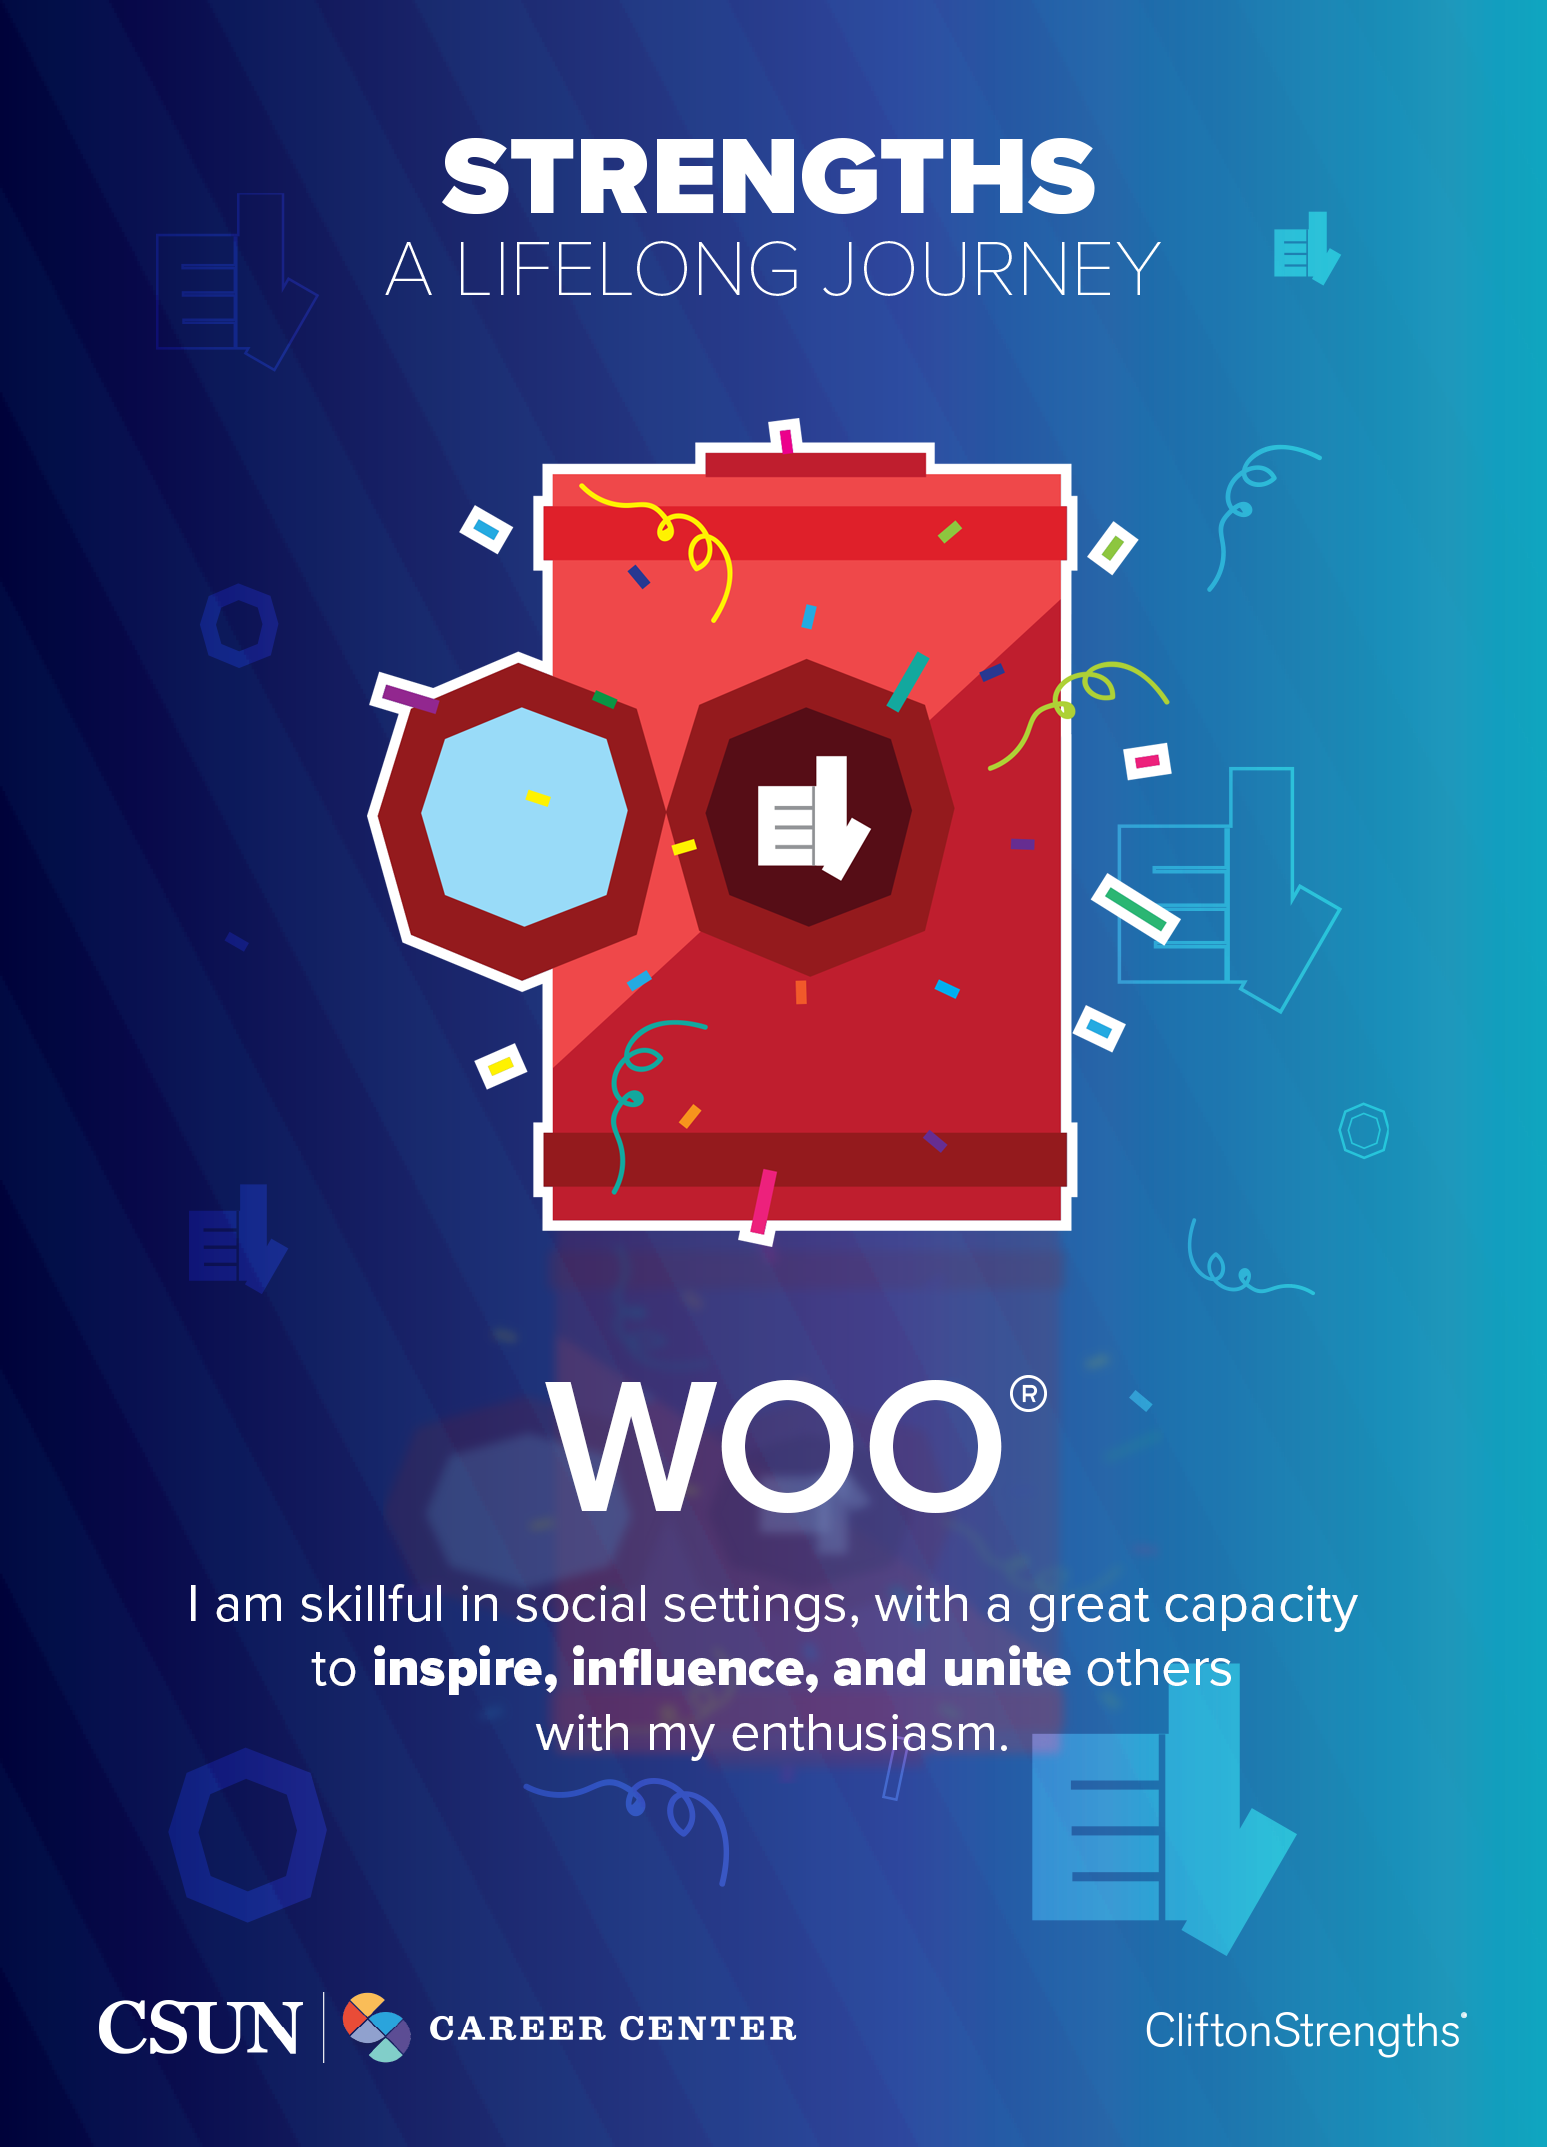 STRENGTHS
A LIFELONG JOURNEY
WOO®
I am skillful in social settings, with a great capacity
to inspire, influence, and unite others
with my enthusiasm.
CSUN | CAREER CENTER
CliftonStrengths®